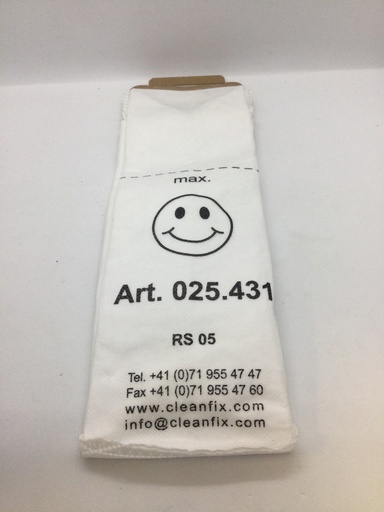 max.
Art. 025.431
RS 05
Tel. +41 (0)71 955 47 47
Fax +41 (0)71 955 47 60
www.cleanfix.com
info@cleanfix.com